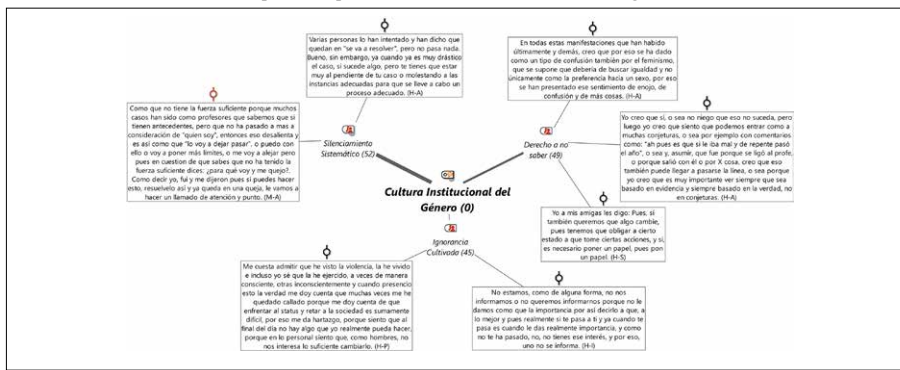 Varias personas lo han intentado y han dicho que
quedan en "se va a resolver", pero no pasa nada.
Bueno, sin embargo, ya cuando ya es muy drástico
el caso, si sucede algo, pero te tienes que estar
muy al pendiente de tu caso o molestando a las
instancias adecuadas para que se lleve a cabo un
proceso adecuado. (H-A)
En todas estas manifestaciones que han habido
últimamente y demás, creo que por eso se ha dado
como un tipo de confusión también por el feminismo,
que se supone que debería de buscar igualdad y no
únicamente como la preferencia hacia un sexo, por eso
se han presentado ese sentimiento de enojo, de
confusión y de más cosas. (H-A)
Como que no tiene la fuerza suficiente porque muchos
casos han sido como profesores que sabemos que si
tienen antecedentes, pero que no ha pasado a mas a
consideración de "quien soy", entonces eso desalienta y
es así como que "lo voy a dejar pasar", o puedo con
ello o voy a poner más límites, o me voy a alejar pero
pues en cuestion de que sabes que no ha tenido la
fuerza suficiente dices: ¿para qué voy y me quejo?.
Como decir yo, fui y me dijeron pues si puedes hacer
esto, resuelvelo así y ya queda en una queja, le vamos a
hacer un llamado de atención y punto. (M-A)
Yo creo que sí, o sea no niego que eso no suceda, pero
luego yo creo que siento que podemos entrar como a
muchas conjeturas, o sea por ejemplo con comentarios
como: "ah pues es que si le iba mal y de repente pasó
el año", o sea y, asumir, que fue porque se ligó al profe,
o porque salió con él o por X cosa, creo que eso
también puede llegar a pasarse la línea, o sea porque
yo creo que es muy importante ver siempre que sea
basado en evidencia y siempre basado en la verdad, no
en conjeturas. (H-A)
Silenciamiento
Sistemático (52)
Derecho a no
saber (49)
Cultura Institucional del
Género (0)
Ignorancia
Cultivada (45)
Yo a mis amigas les digo: Pues, si
también queremos que algo cambie,
pues tenemos que obligar a cierto
estado a que tome ciertas acciones, y si,
es necesario poner un papel, pues pon
un papel. (H-S)
Me cuesta admitir que he visto la violencia, la he vivido
e incluso yo sé que la he ejercido, a veces de manera
consciente, otras inconscientemente y cuando presencio
esto la verdad me doy cuenta que muchas veces me he
quedado callado porque me doy cuenta de que
enfrentar al status y retar a la sociedad es sumamente
difícil, por eso me da hartazgo, porque siento que al
final del día no hay algo que yo realmente pueda hacer,
porque en lo personal siento que, como hombres, no
nos interesa lo suficiente cambiarlo. (H-P)
No estamos, como de alguna forma, no nos
informamos o no queremos informarnos porque no le
damos como que la importancia por así decirlo a que, a
lo mejor y pues realmente si te pasa a ti y ya cuando te
pasa es cuando le das realmente importancia, y como
no te ha pasado, no, no tienes ese interés, y por eso,
uno no se informa. (H-I)